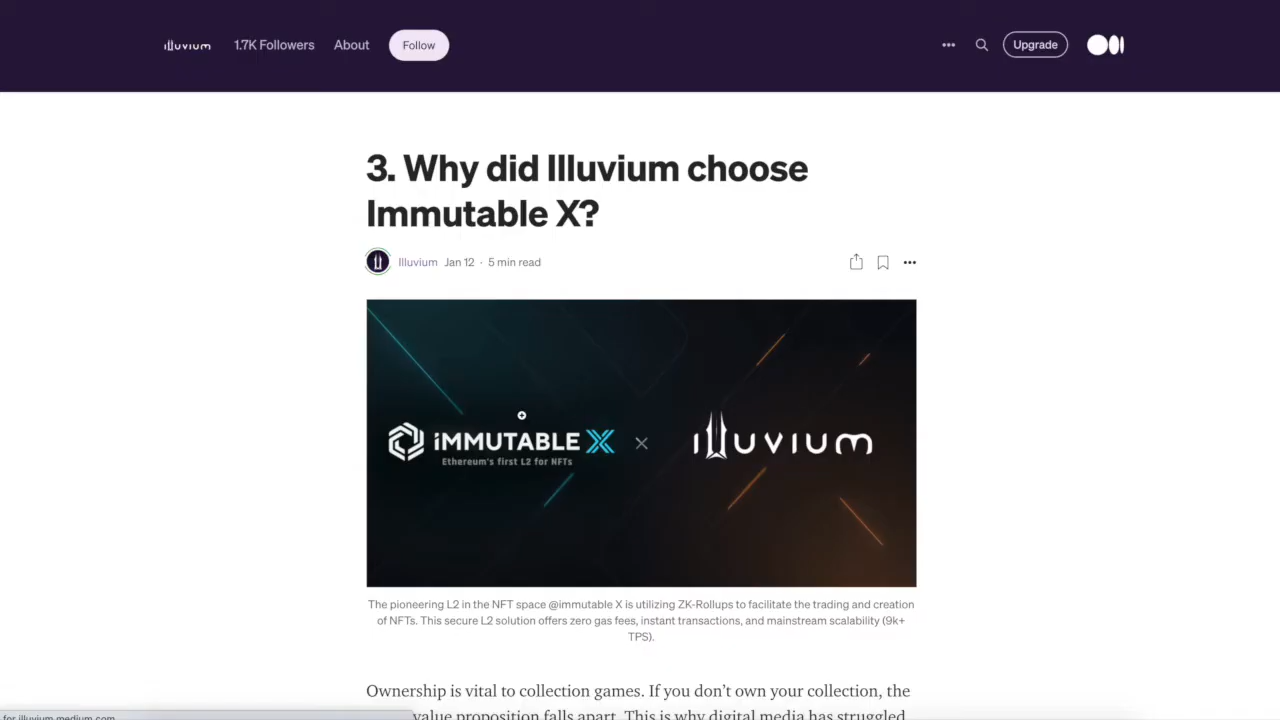 illuvium 1.7K Followers About Follow Upgrade
3. Why did Illuvium choose
Immutable X?
Illuvium Jan 12 · 5 min read
iMMUTABLE X × illuvium
Ethereum's first L2 for NFTs
The pioneering L2 in the NFT space @immutable X is utilizing ZK-Rollups to facilitate the trading and creation
of NFTs. This secure L2 solution offers zero gas fees, instant transactions, and mainstream scalability (9k+
TPS).
Ownership is vital to collection games. If you don’t own your collection, the
value proposition falls apart. This is why digital media has struggled
for illuvium.medium.com